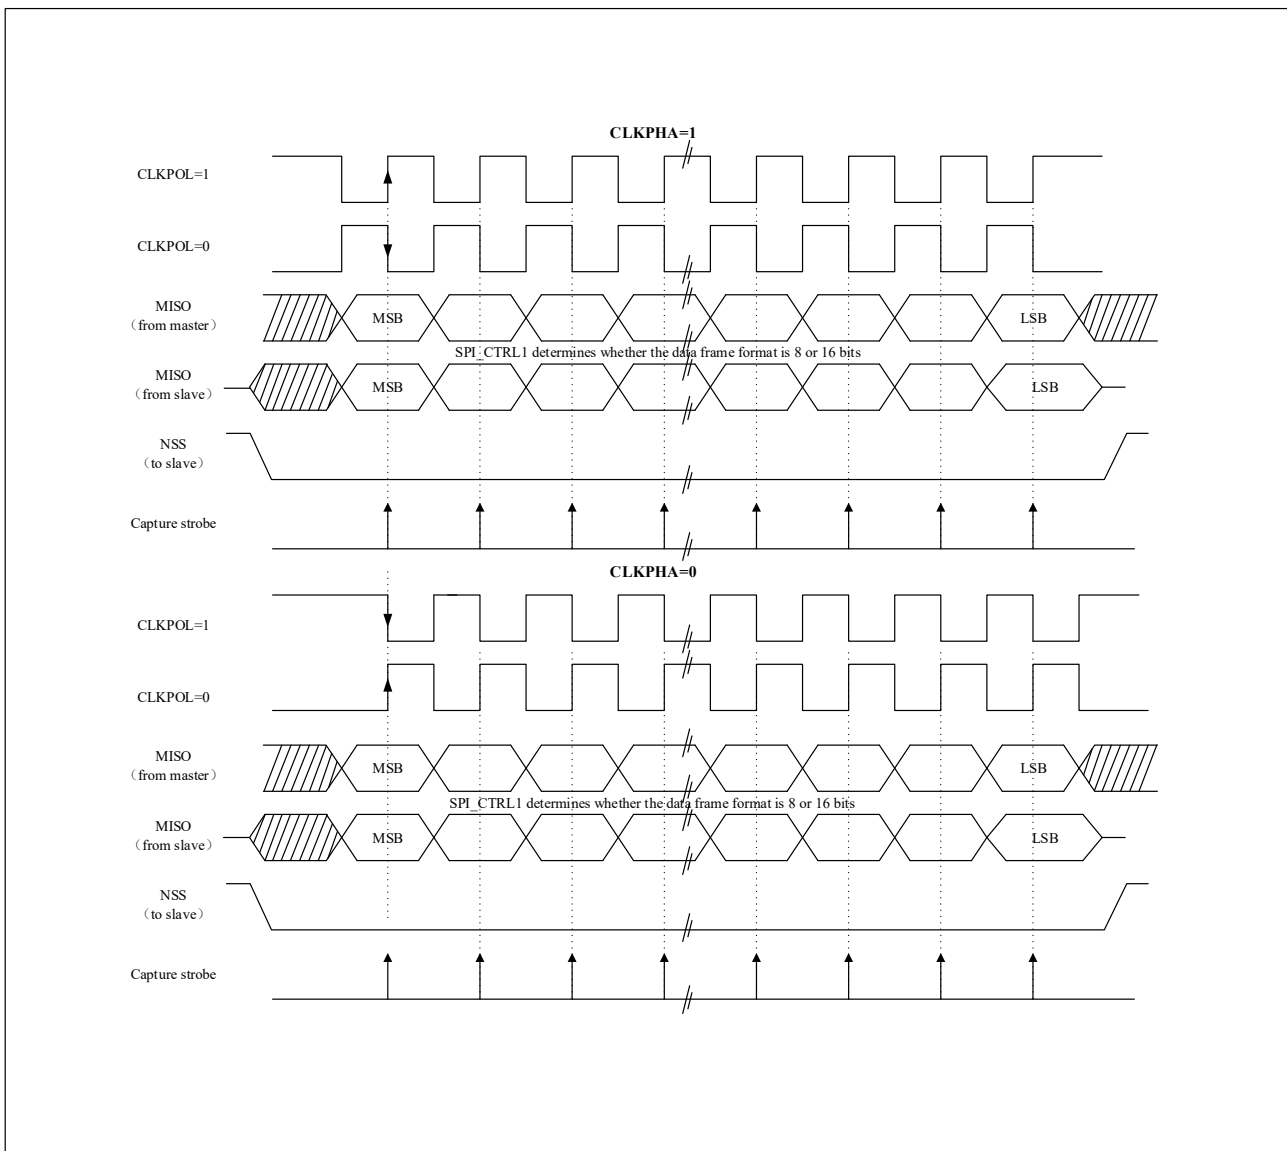 CLKPHA=1
CLKPOL=1
CLKPOL=0
MISO
（from master）
MSB
LSB
SPI_CTRL1 determines whether the data frame format is 8 or 16 bits
MISO
（from slave）
MSB
LSB
NSS
（to slave）
Capture strobe
CLKPHA=0
CLKPOL=1
CLKPOL=0
MISO
（from master）
MSB
LSB
SPI_CTRL1 determines whether the data frame format is 8 or 16 bits
MISO
（from slave）
MSB
LSB
NSS
（to slave）
Capture strobe